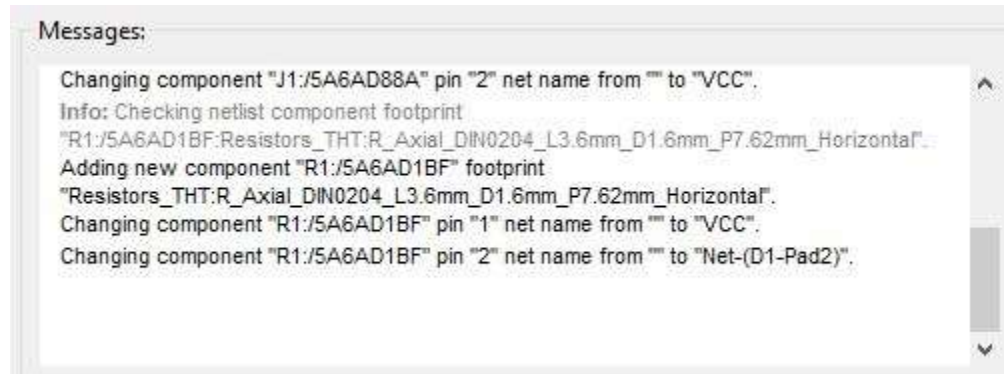 Messages:
Changing component "J1:/5A6AD88A" pin "2" net name from "" to "VCC".
Info: Checking netlist component footprint
"R1:/5A6AD1BF:Resistors_THT:R_Axial_DIN0204_L3.6mm_D1.6mm_P7.62mm_Horizontal".
Adding new component "R1:/5A6AD1BF" footprint
"Resistors_THT:R_Axial_DIN0204_L3.6mm_D1.6mm_P7.62mm_Horizontal".
Changing component "R1:/5A6AD1BF" pin "1" net name from "" to "VCC".
Changing component "R1:/5A6AD1BF" pin "2" net name from "" to "Net-(D1-Pad2)".